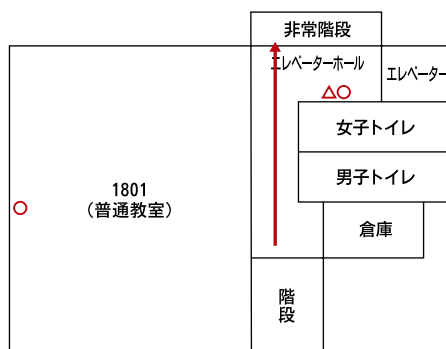 非常階段
エレベーターホール
エレベーター
女子トイレ
男子トイレ
1801
（普通教室）
倉庫
階段